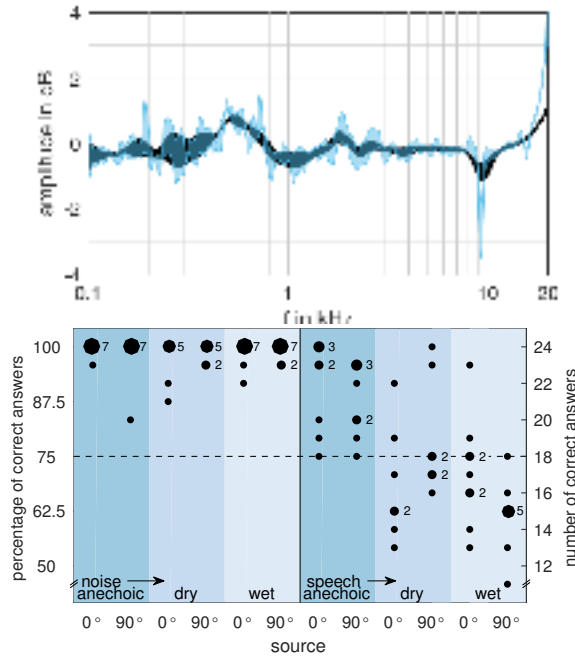 4
2
0
-2
-4
amplitude in dB
0.1 1 10 20
f in kHz
100 7 7 5 5 7 7 3 24
2 2 2 3
22
87.5
2 20
75 2 2 18
2
2 16
62.5 2 5
14
50 12
percentage of correct answers
number of correct answers
noise speech
anechoic dry wet anechoic dry wet
0° 90° 0° 90° 0° 90° 0° 90° 0° 90° 0° 90°
source